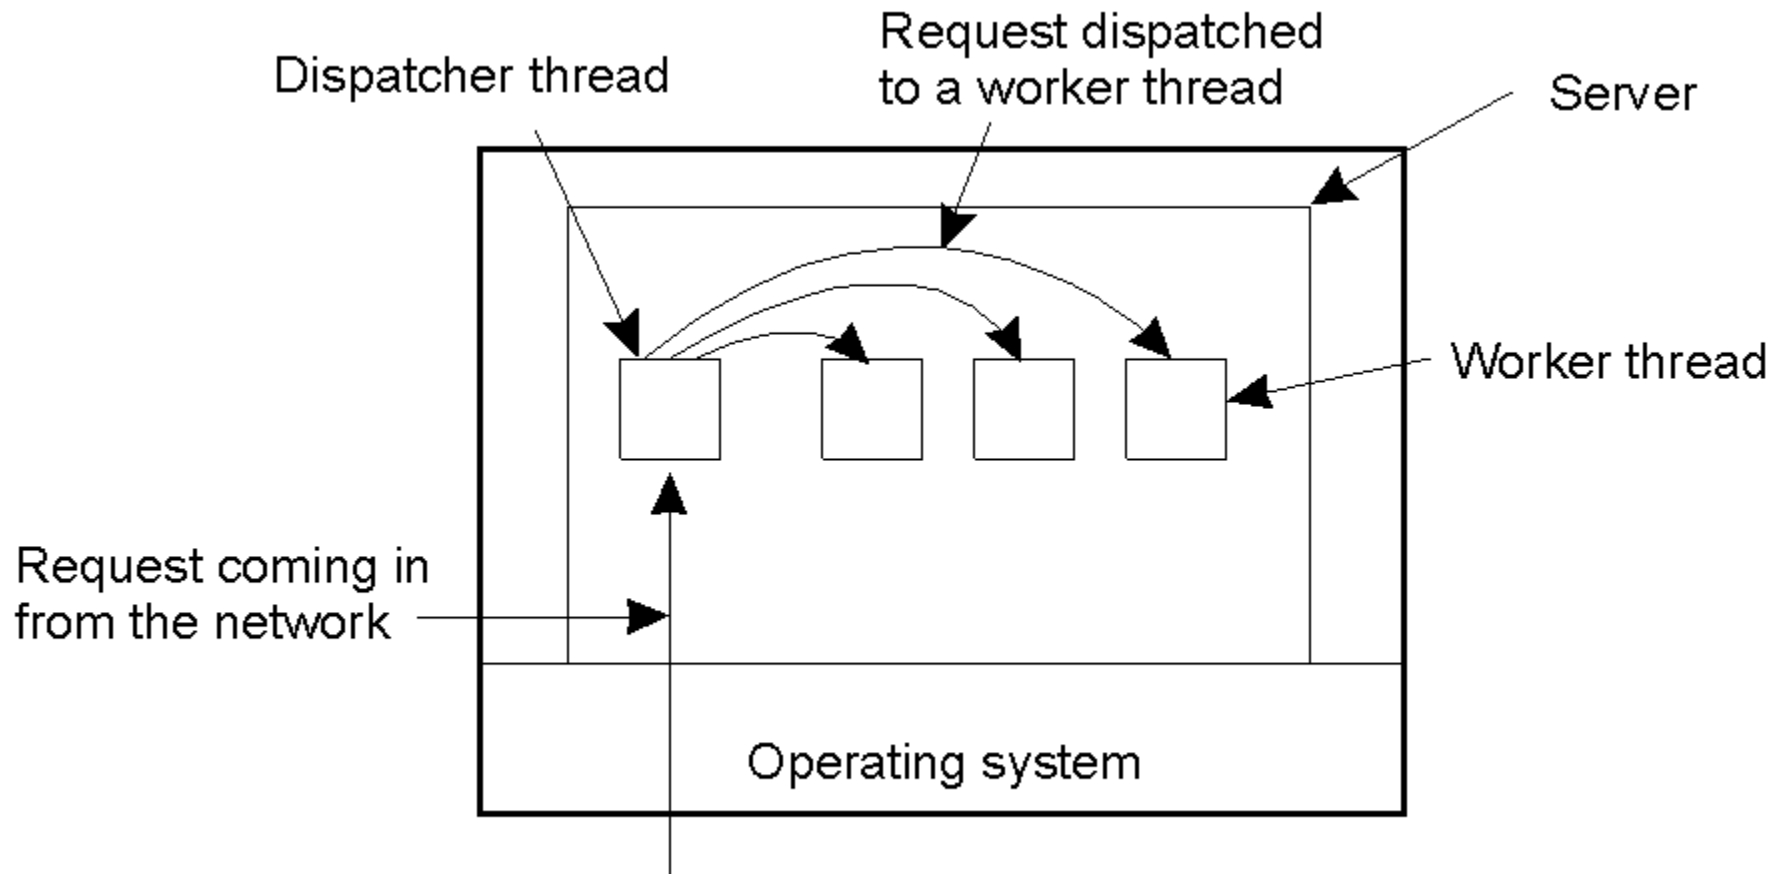 Request dispatched
to a worker thread
Dispatcher thread
Server
Worker thread
Request coming in
from the network
Operating system